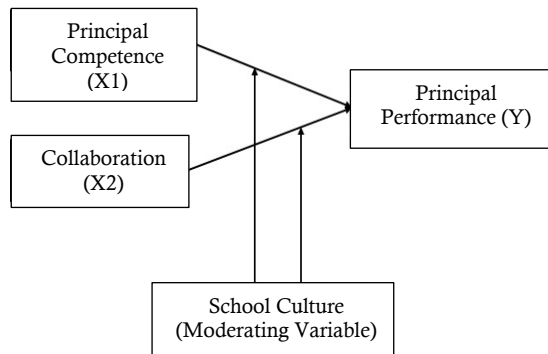 Principal
Competence
(X1)
Principal
Performance (Y)
Collaboration
(X2)
School Culture
(Moderating Variable)